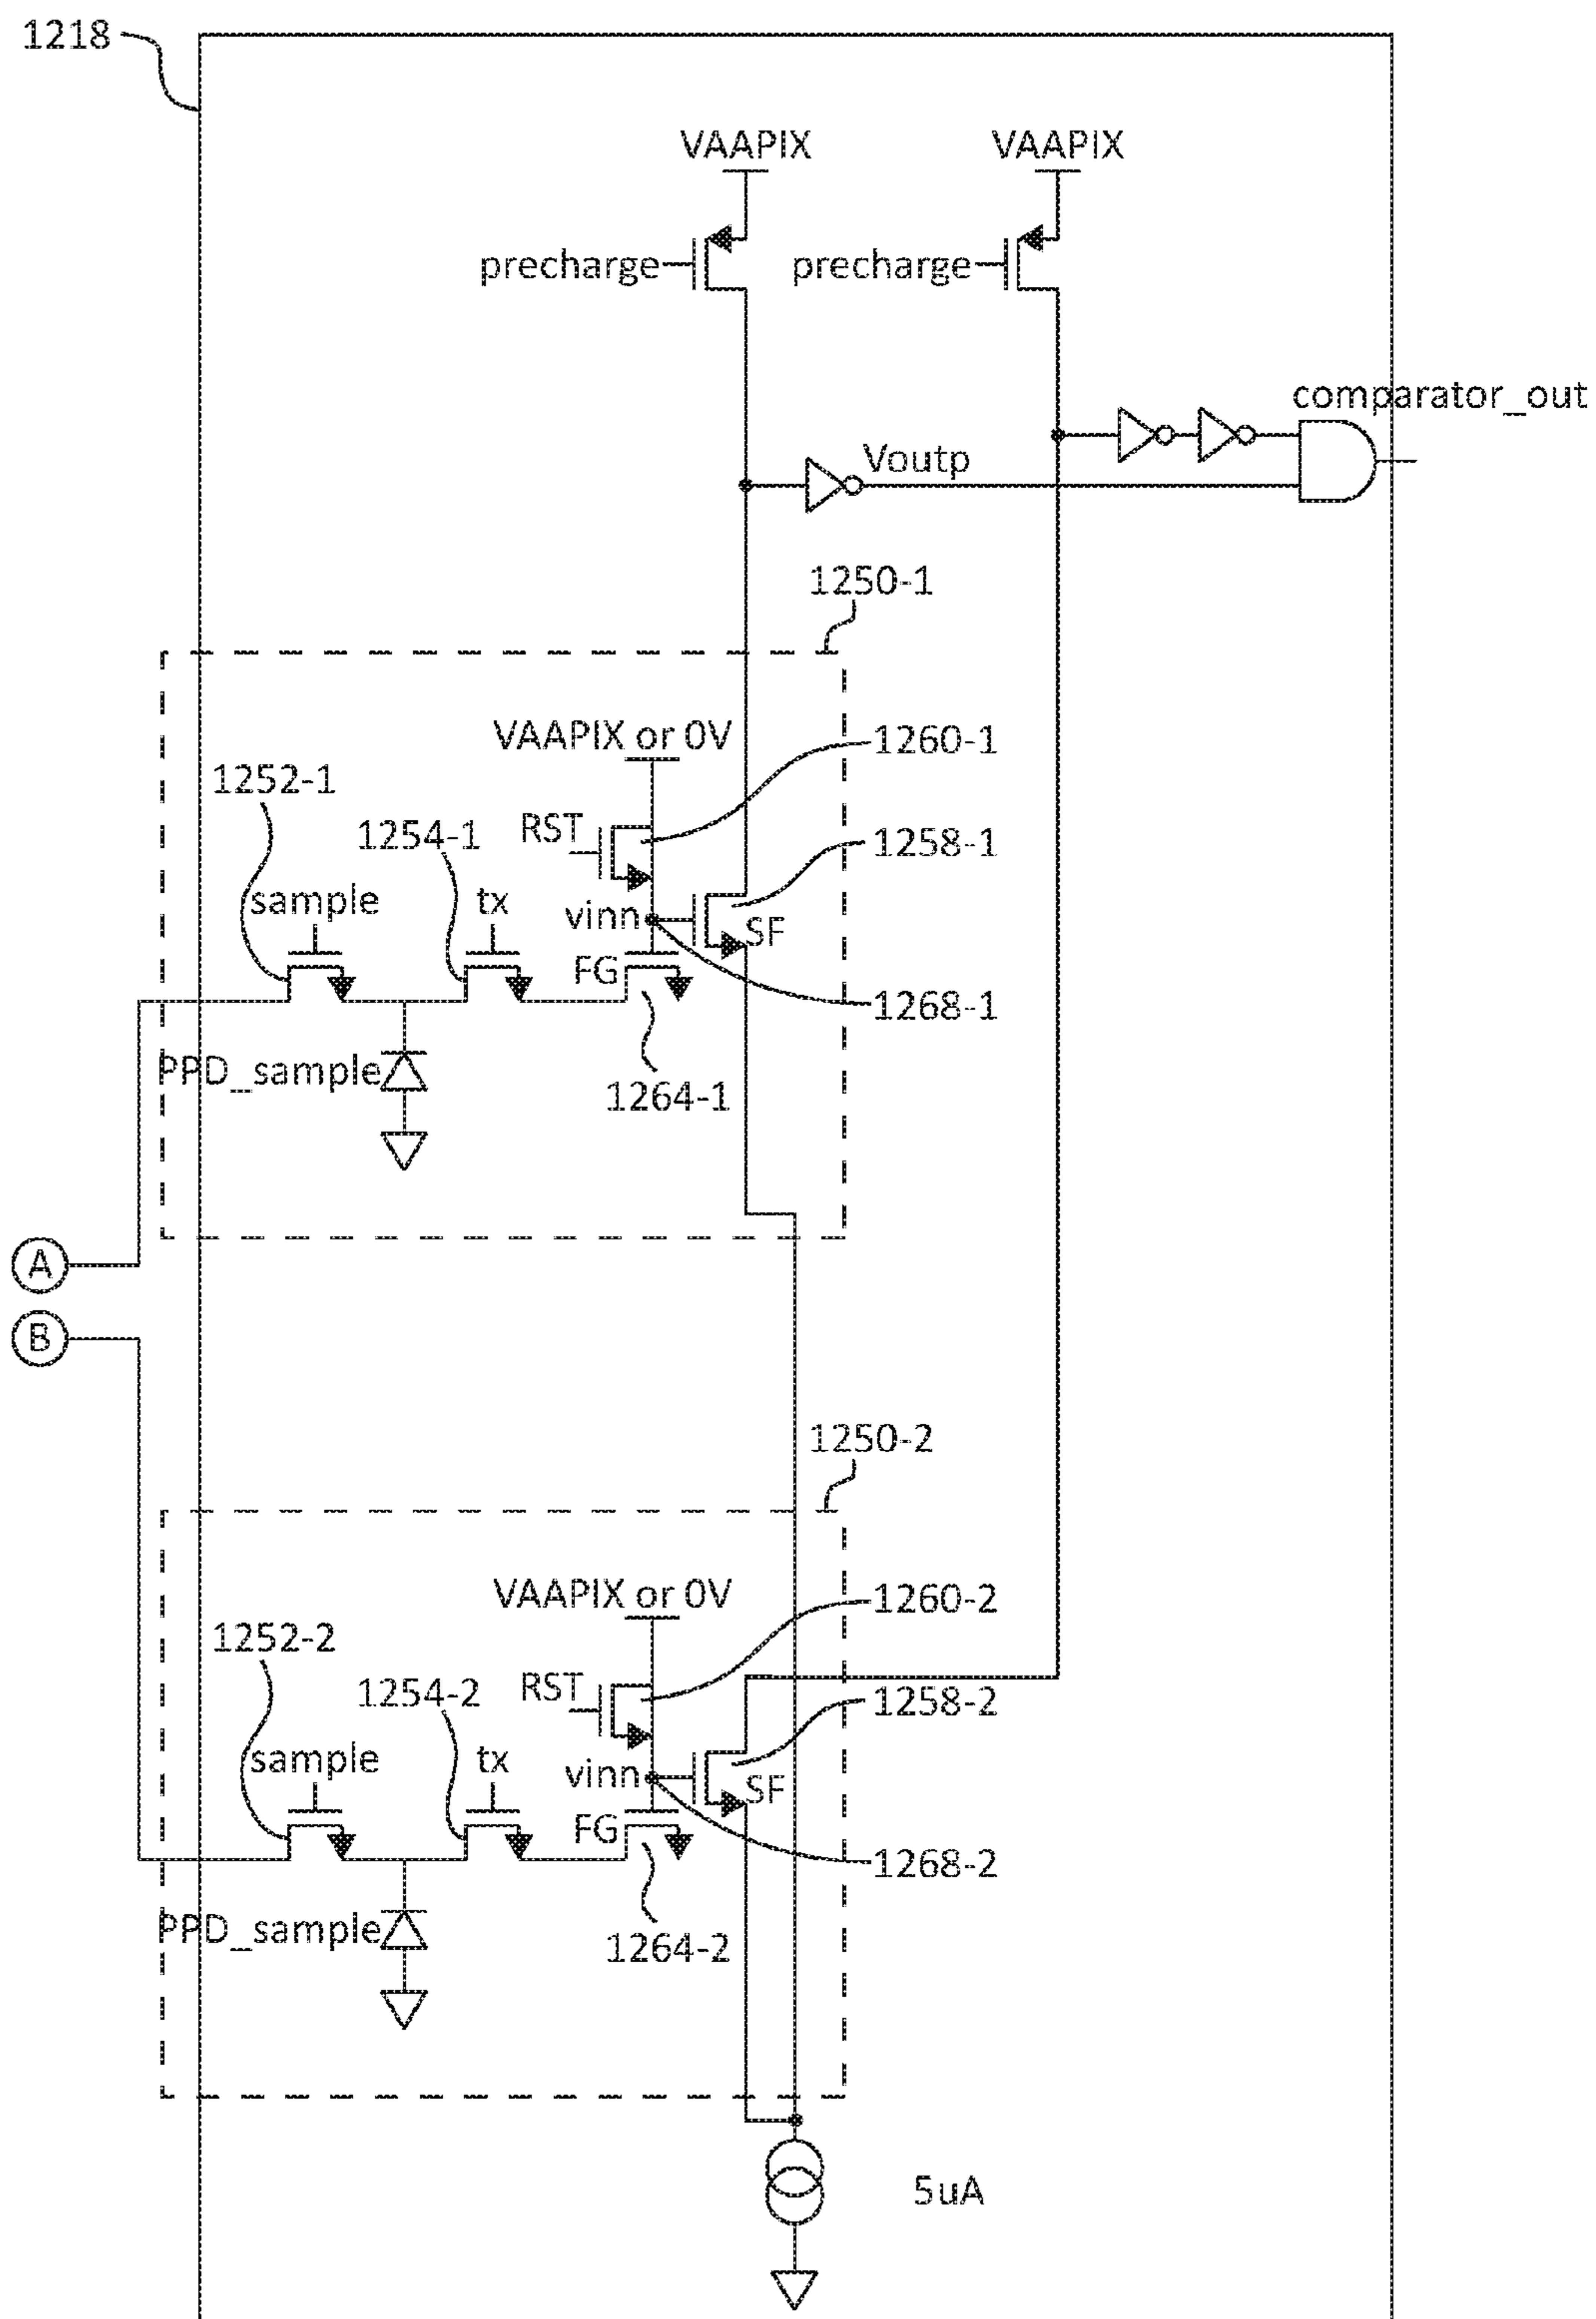 1218
VAAPIX VAAPIX
precharge precharge
comparator_out
Voutp
1250-1
VAAPIX or 0V
1260-1
1252-1
1254-1
RST
1258-1
sample
tx
vinn
SF
FG
1268-1
PPD_sample
1264-1
A
B
1250-2
VAAPIX or 0V
1260-2
1252-2
1254-2
RST
1258-2
sample
tx
vinn
SF
FG
1268-2
PPD_sample
1264-2
5uA